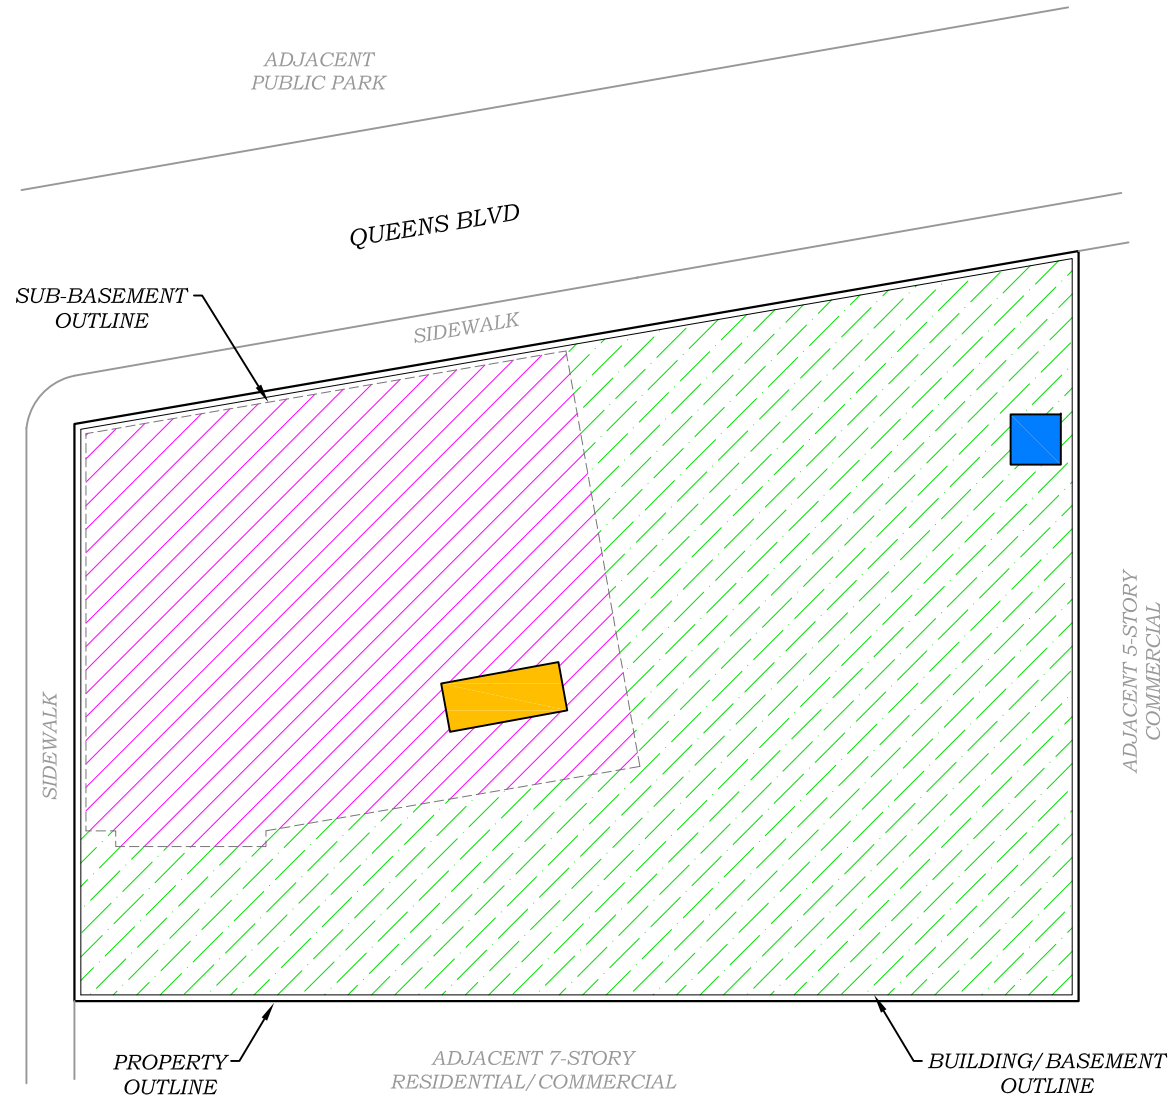 ADJACENT
PUBLIC PARK
QUEENS BLVD
SUB-BASEMENT
OUTLINE
SIDEWALK
ADJACENT 5-STORY
COMMERCIAL
SIDEWALK
PROPERTY
OUTLINE
ADJACENT 7-STORY
RESIDENTIAL/COMMERCIAL
BUILDING/BASEMENT
OUTLINE